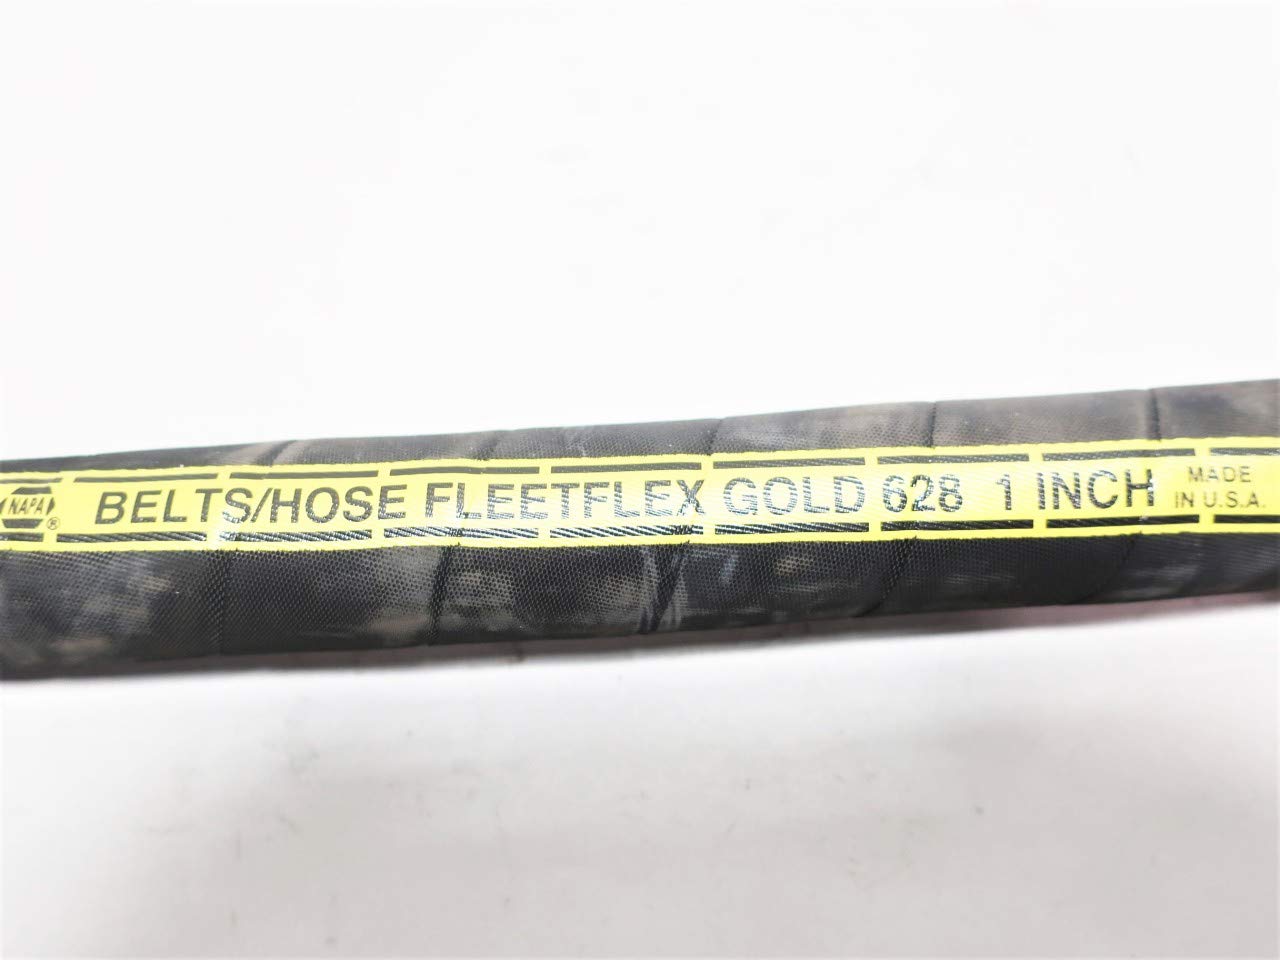 NAPA ® BELTS/HOSE FLEETFLEX GOLD 628 1 INCH MADE
IN U.S.A.